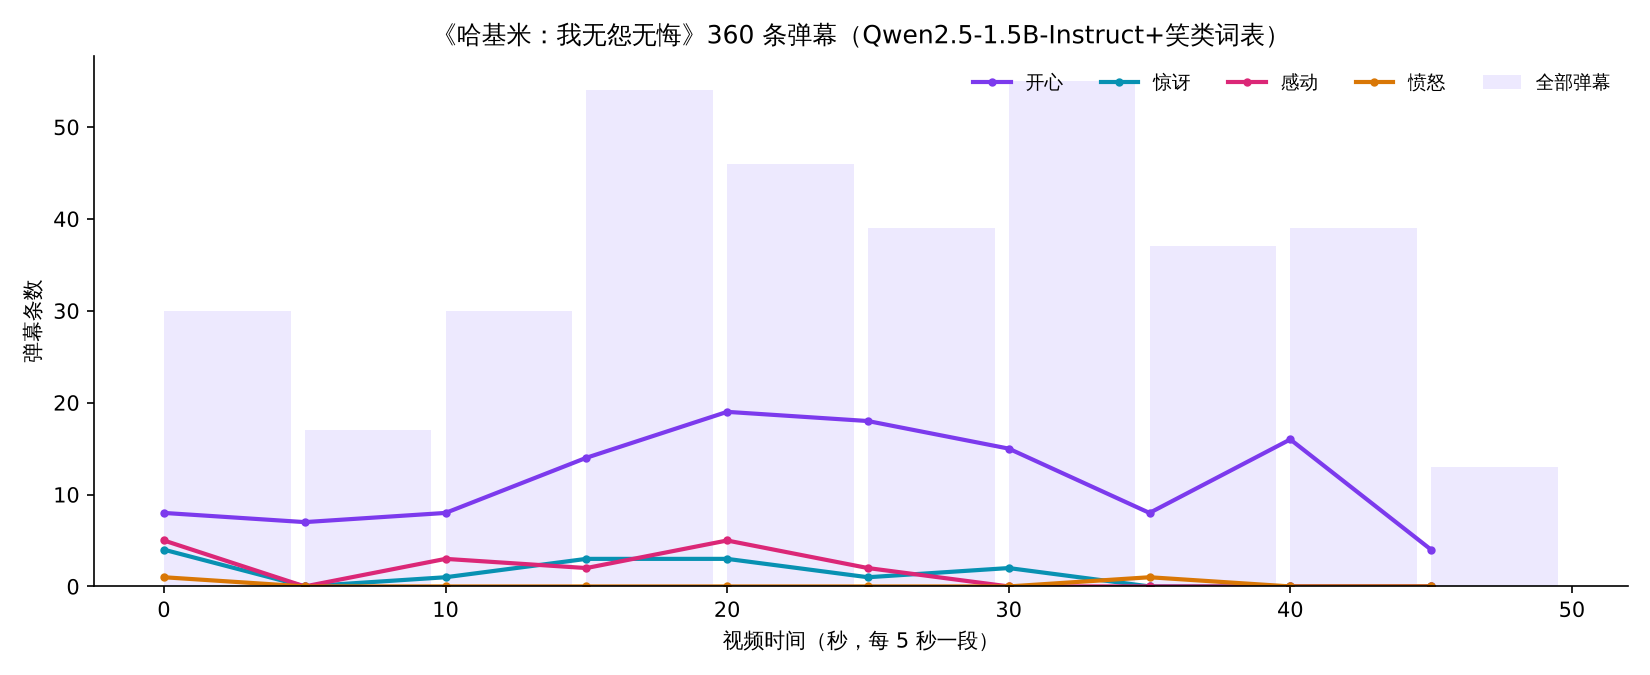 《哈基米：我无怨无悔》360 条弹幕（Qwen2.5-1.5B-Instruct+笑类词表）
开心 惊讶 感动 愤怒 全部弹幕
50
40
30
20
10
0
弹幕条数
0 10 20 30 40 50
视频时间（秒，每 5 秒一段）